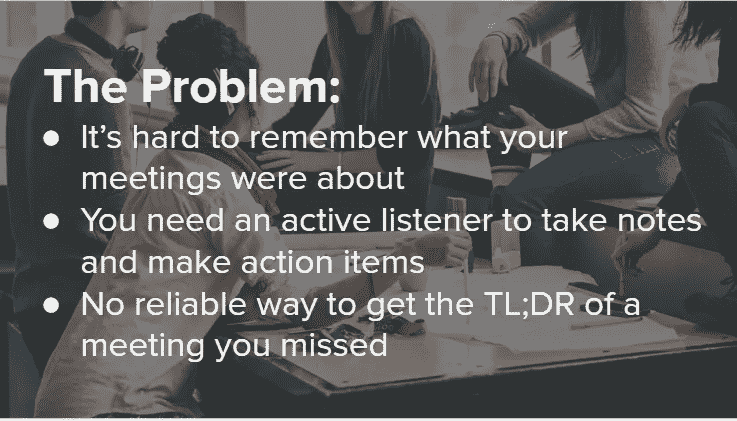 The Problem:
● It’s hard to remember what your
meetings were about
● You need an active listener to take notes
and make action items
● No reliable way to get the TL;DR of a
meeting you missed